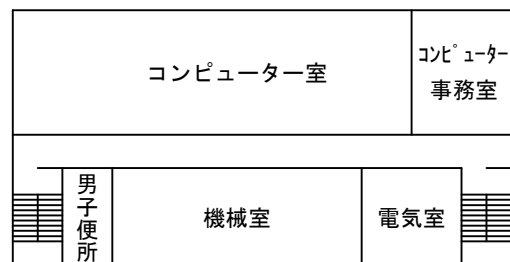 コンピューター室
コンピューター
事務室
男子便所
機械室
電気室